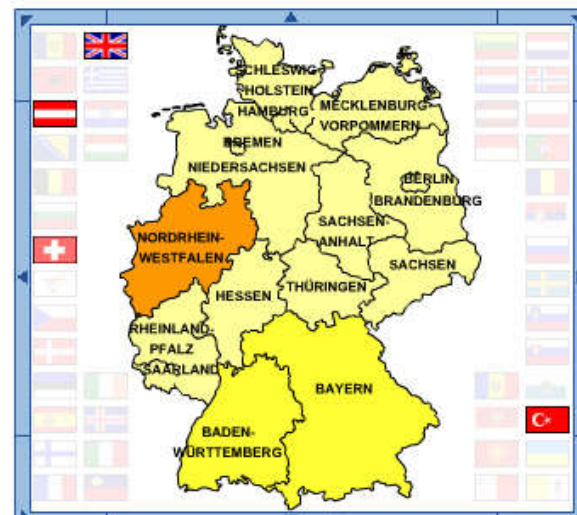 SCHLESWIG-
HOLSTEIN
HAMBURG
MECKLENBURG-
VORPOMMERN
BREMEN
NIEDERSACHSEN
BERLIN
BRANDENBURG
SACHSEN-
ANHALT
NORDRHEIN-
WESTFALEN
SACHSEN
THÜRINGEN
HESSEN
RHEINLAND-
PFALZ
SAARLAND
BAYERN
BADEN-
WÜRTTEMBERG